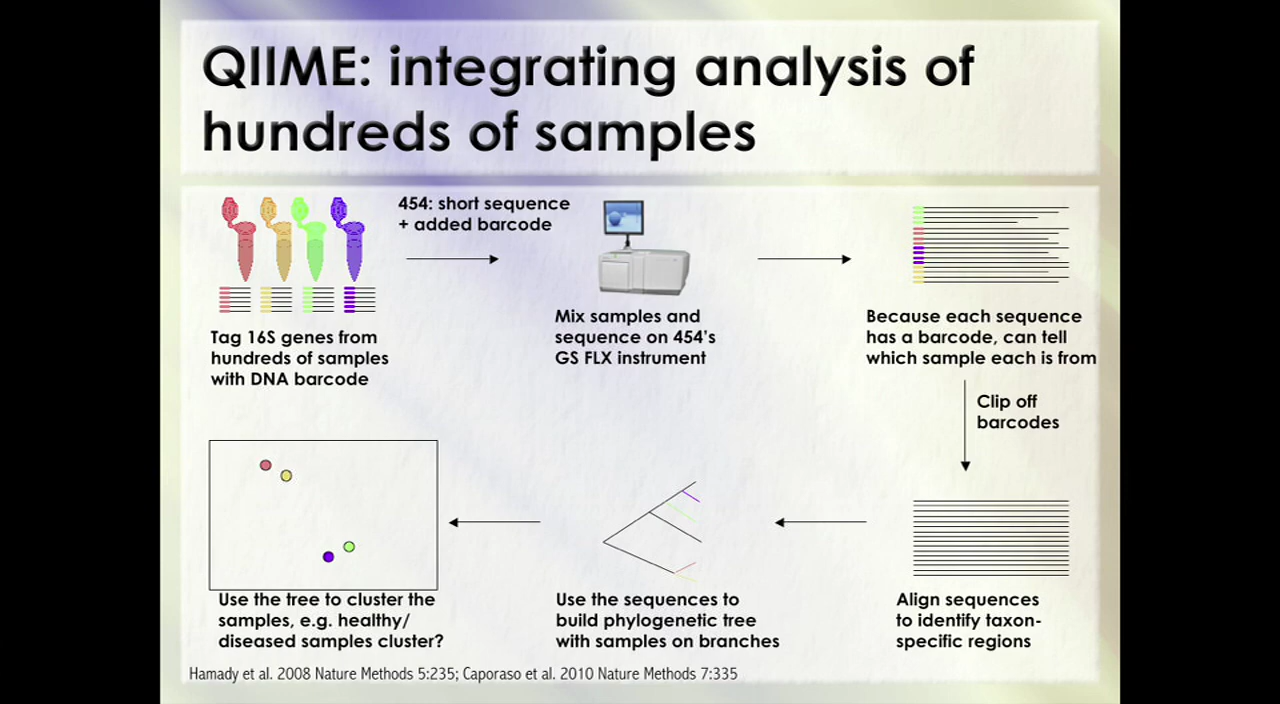 QIIME: integrating analysis of
hundreds of samples
454: short sequence
+ added barcode
Tag 16S genes from
hundreds of samples
with DNA barcode
Mix samples and
sequence on 454's
GS FLX instrument
Because each sequence
has a barcode, can tell
which sample each is from
Clip off
barcodes
Align sequences
to identify taxon-
specific regions
Use the sequences to
build phylogenetic tree
with samples on branches
Use the tree to cluster the
samples, e.g. healthy/
diseased samples cluster?
Hamady et al. 2008 Nature Methods 5:235; Caporaso et al. 2010 Nature Methods 7:335